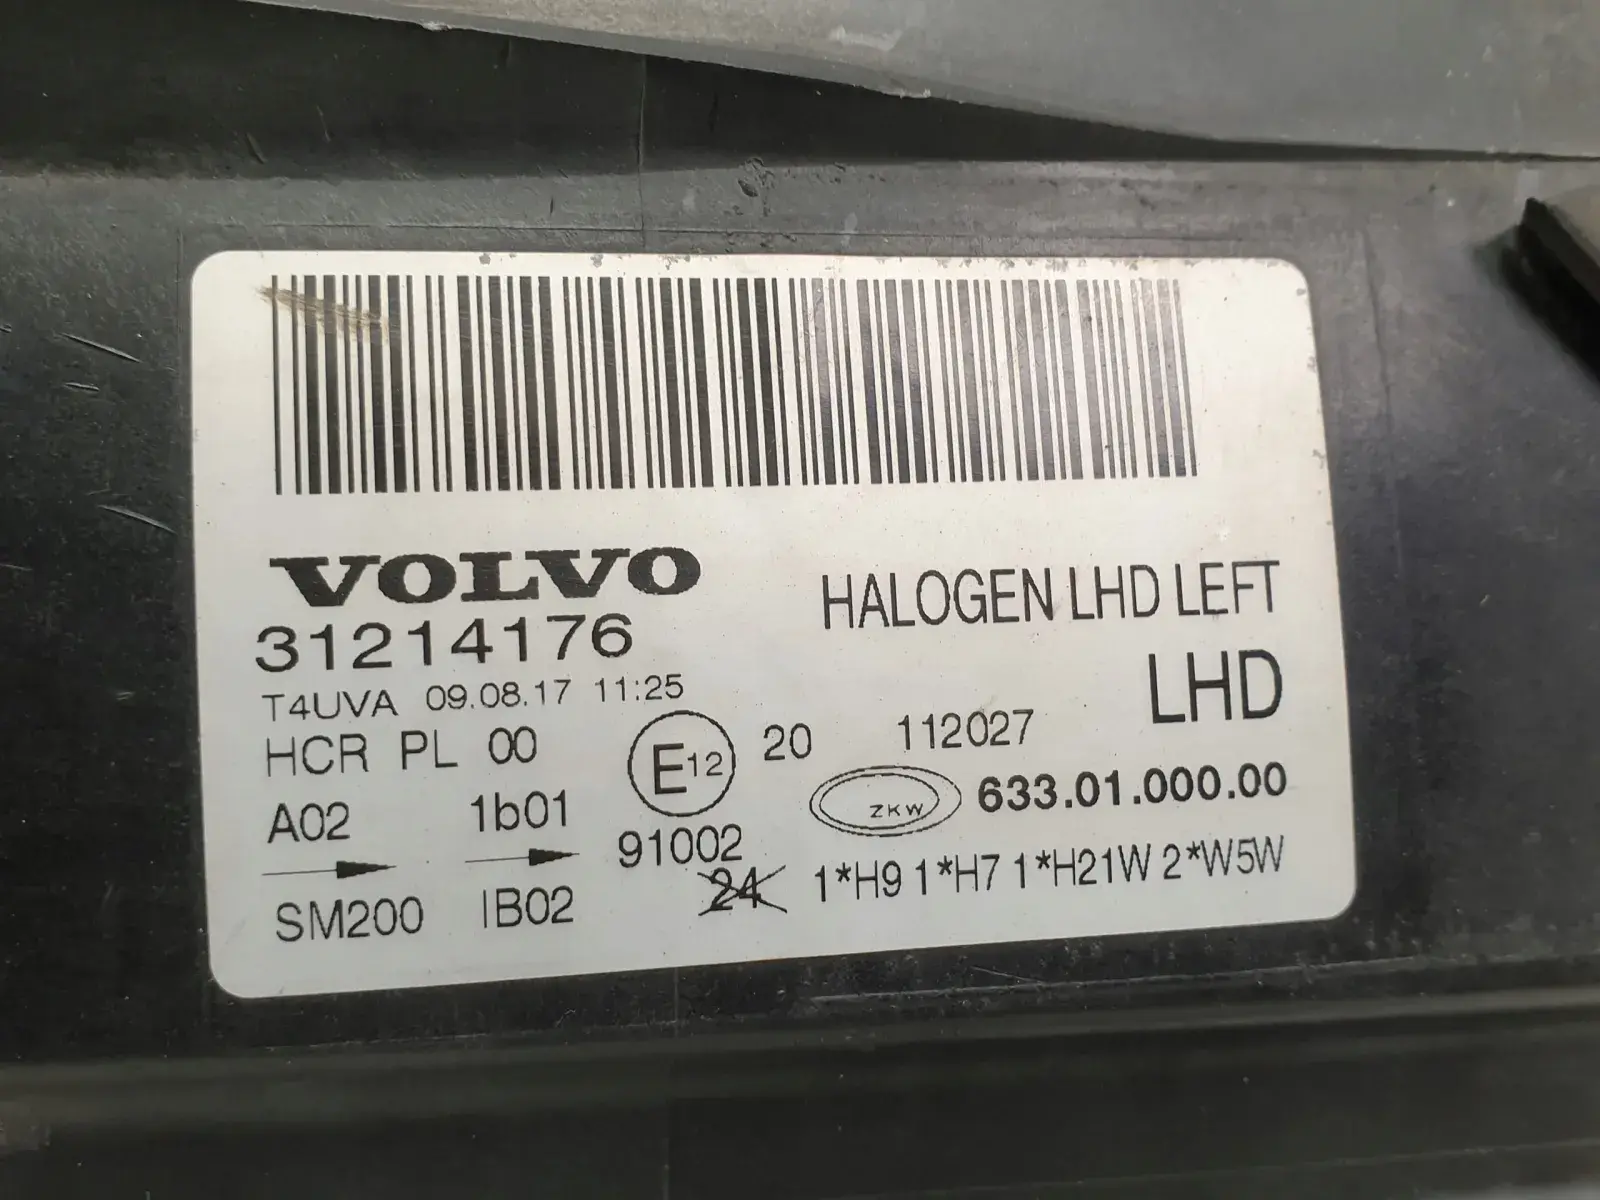 VOLVO
31214176
HALOGEN LHD LEFT
LHD
T4UVA 09.08.17 11:25
HCR PL 00
E12
20
112027
A02
1b01
91002
ZKW
633.01.000.00
SM200
IB02
24
1*H9 1*H7 1*H21W 2*W5W